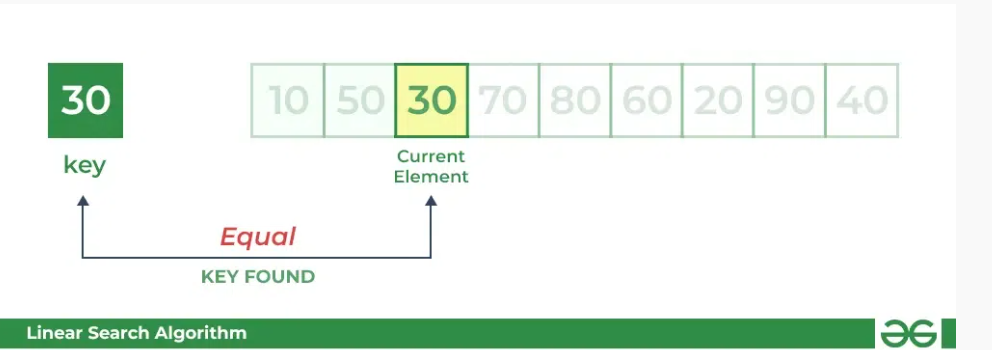 30
10 50 30 70 80 60 20 90 40
key
Current
Element
Equal
KEY FOUND
Linear Search Algorithm